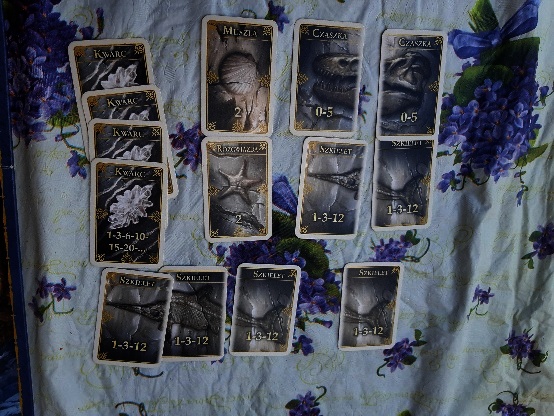 KWARC
KWARC
KWARC
KWARC
1-3-6-10-
15-20-...
MUSZLA
2
CZASZKA
0-5
CZASZKA
0-5
ROZGWIAZDA
2
SZKIELET
1-3-12
SZKIELET
1-3-12
SZKIELET
1-3-12
SZKIELET
1-3-12
SZKIELET
1-3-12
SZKIELET
1-3-12